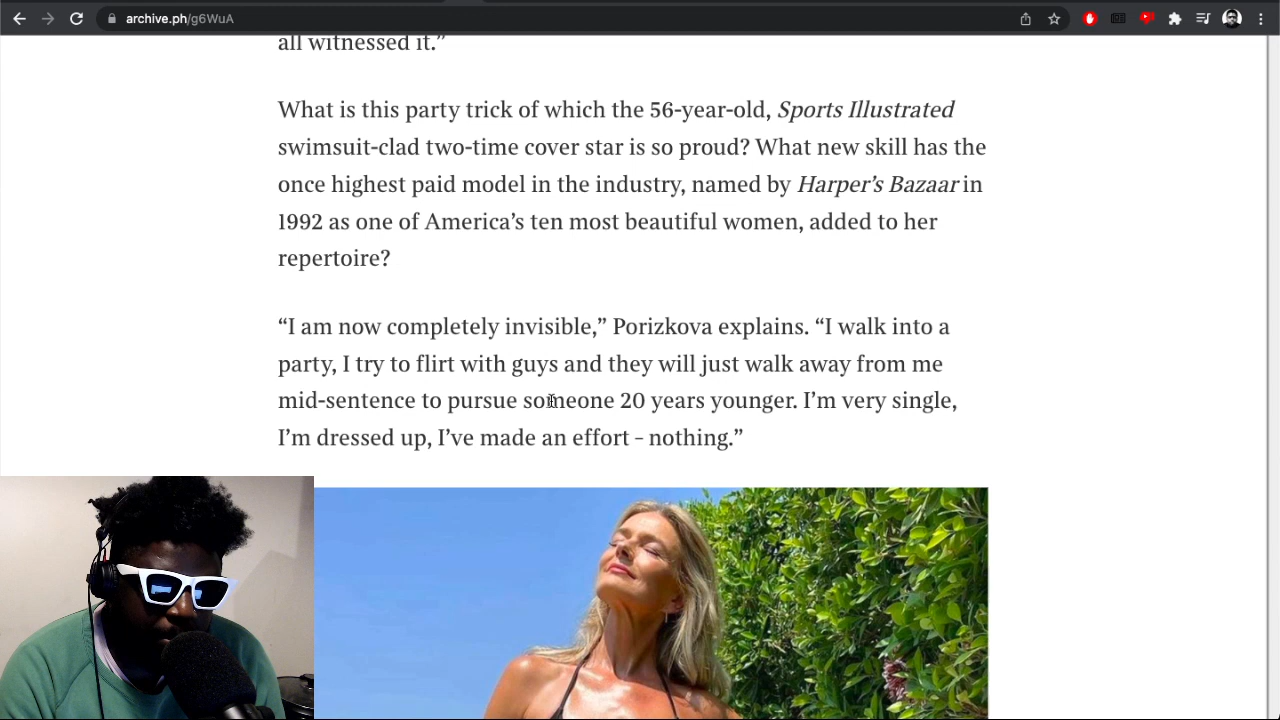 archive.ph/g6WuA
all witnessed it.”
What is this party trick of which the 56-year-old, Sports Illustrated
swimsuit-clad two-time cover star is so proud? What new skill has the
once highest paid model in the industry, named by Harper’s Bazaar in
1992 as one of America’s ten most beautiful women, added to her
repertoire?
“I am now completely invisible,” Porizkova explains. “I walk into a
party, I try to flirt with guys and they will just walk away from me
mid-sentence to pursue someone 20 years younger. I’m very single,
I’m dressed up, I’ve made an effort – nothing.”